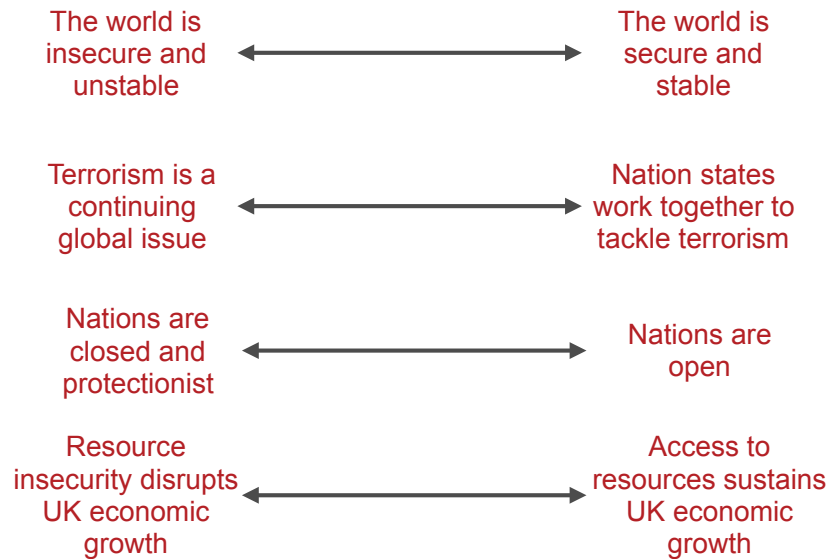 The world is
insecure and
unstable
The world is
secure and
stable
Terrorism is a
continuing
global issue
Nation states
work together to
tackle terrorism
Nations are
closed and
protectionist
Nations are
open
Resource
insecurity disrupts
UK economic
growth
Access to
resources sustains
UK economic
growth